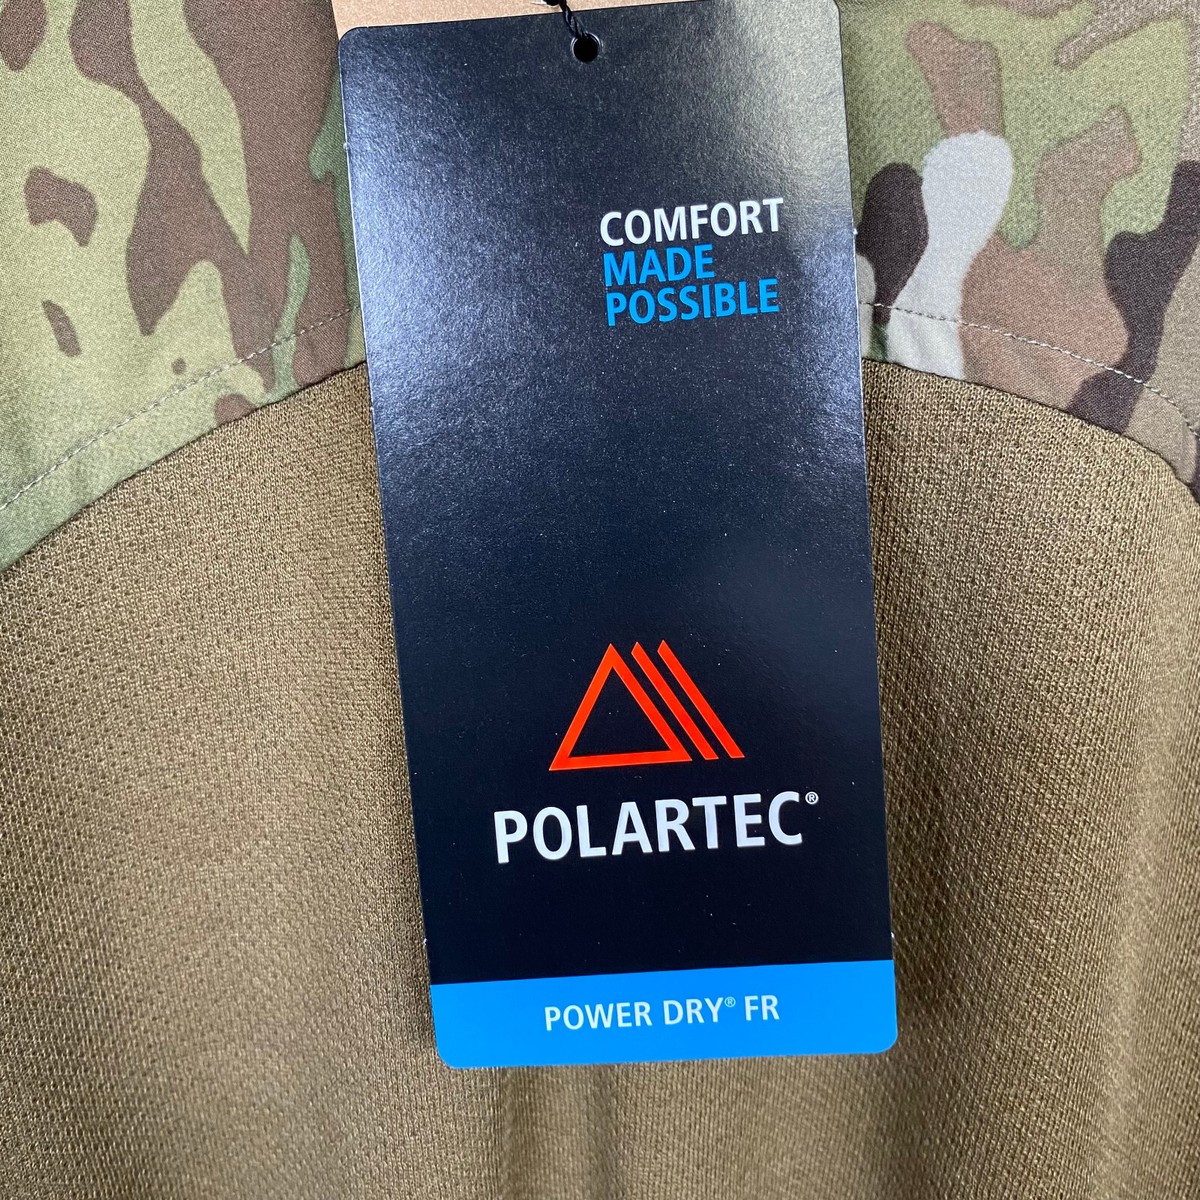 COMFORT
MADE
POSSIBLE
POLARTEC®
POWER DRY® FR